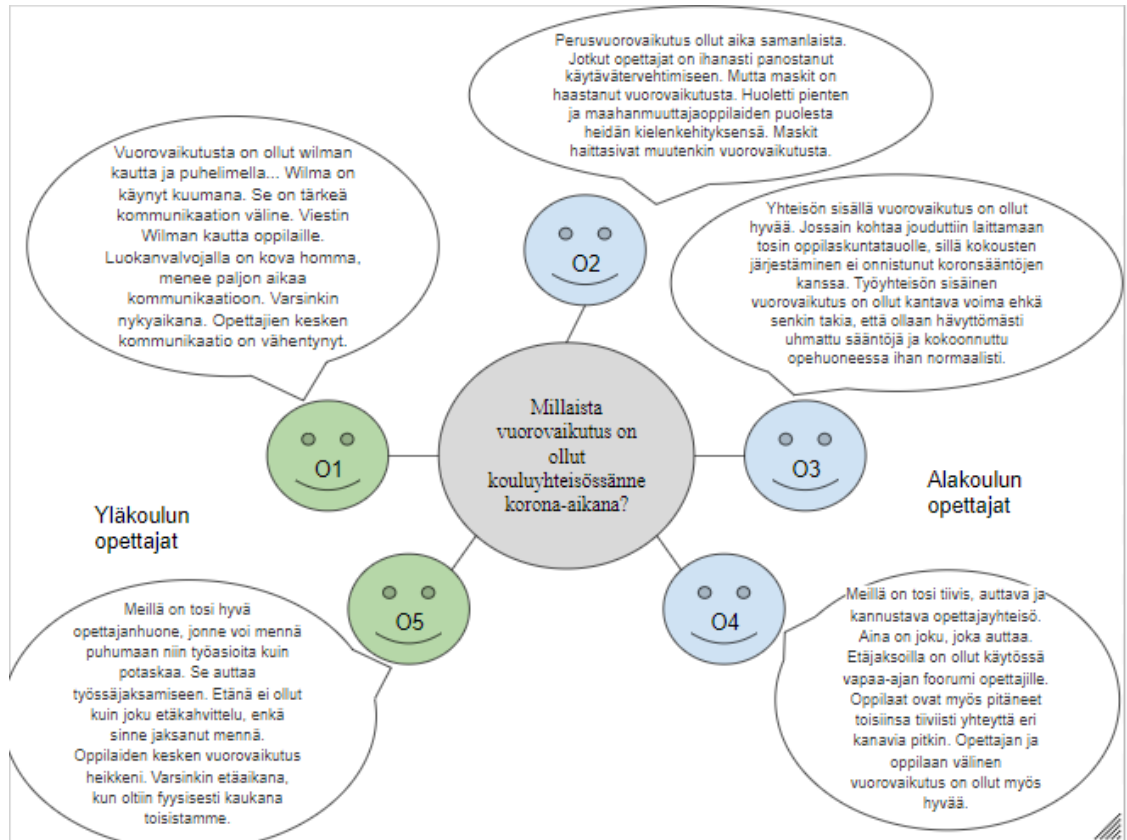 Perusvuorovaikutus ollut aika samanlaista.
Jotkut opettajat on ihanasti panostanut
käytävätervehtimiseen. Mutta maskit on
haastanut vuorovaikutusta. Huoletti pienten
ja maahanmuuttajaoppilaiden puolesta
heidän kielenkehityksensä. Maskit
haittasivat muutenkin vuorovaikutusta.
Vuorovaikutusta on ollut wilman
kautta ja puhelimella... Wilma on
käynyt kuumana. Se on tärkeä
kommunikaation väline. Viestin
Wilman kautta oppilaille.
Luokanvalvojalla on kova homma,
menee paljon aikaa
kommunikaatioon. Varsinkin
nykyaikana. Opettajien kesken
kommunikaatio on vähentynyt.
Yhteisön sisällä vuorovaikutus on ollut
hyvää. Jossain kohtaa jouduttiin laittamaan
tosin oppilaskuntatauolle, sillä kokousten
järjestäminen ei onnistunut koronsääntöjen
kanssa. Työyhteisön sisäinen
vuorovaikutus on ollut kantava voima ehkä
senkin takia, että ollaan hävyttömästi
uhmattu sääntöjä ja kokoonnuttu
opehuoneessa ihan normaalisti.
O2
O1
Millaista
vuorovaikutus on
ollut
kouluyhteisössänne
korona-aikana?
O3
Yläkoulun
opettajat
Alakoulun
opettajat
O5
O4
Meillä on tosi hyvä
opettajanhuone, jonne voi mennä
puhumaan niin työasioita kuin
potaskaa. Se auttaa
työssäjaksamiseen. Etänä ei ollut
kuin joku etäkahvittelu, enkä
sinne jaksanut mennä.
Oppilaiden kesken vuorovaikutus
heikkeni. Varsinkin etäaikana,
kun oltiin fyysisesti kaukana
toisistamme.
Meillä on tosi tiivis, auttava ja
kannustava opettajayhteisö.
Aina on joku, joka auttaa.
Etäjaksoilla on ollut käytössä
vapaa-ajan foorumi opettajille.
Oppilaat ovat myös pitäneet
toisiinsa tiiviisti yhteyttä eri
kanavia pitkin. Opettajan ja
oppilaan välinen
vuorovaikutus on ollut myös
hyvää.